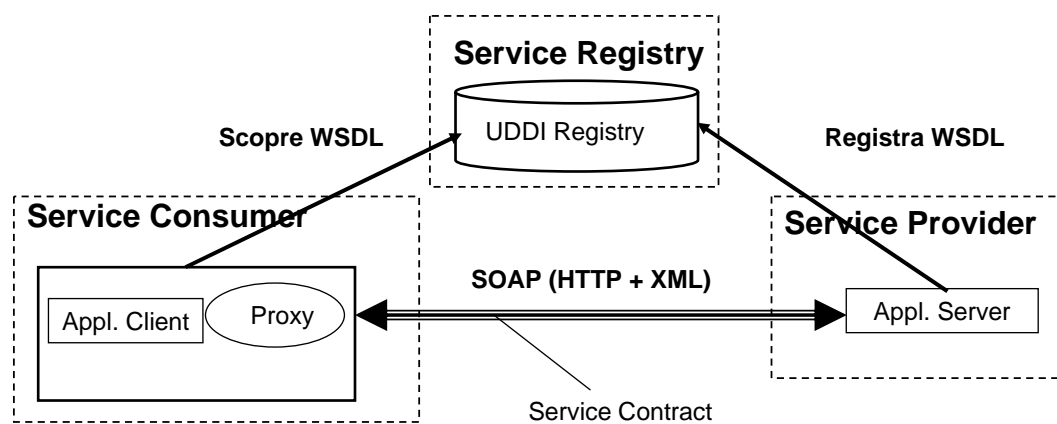 Service Registry
UDDI Registry
Scopre WSDL
Registra WSDL
Service Consumer
Service Provider
SOAP (HTTP + XML)
Appl. Client
Proxy
Appl. Server
Service Contract